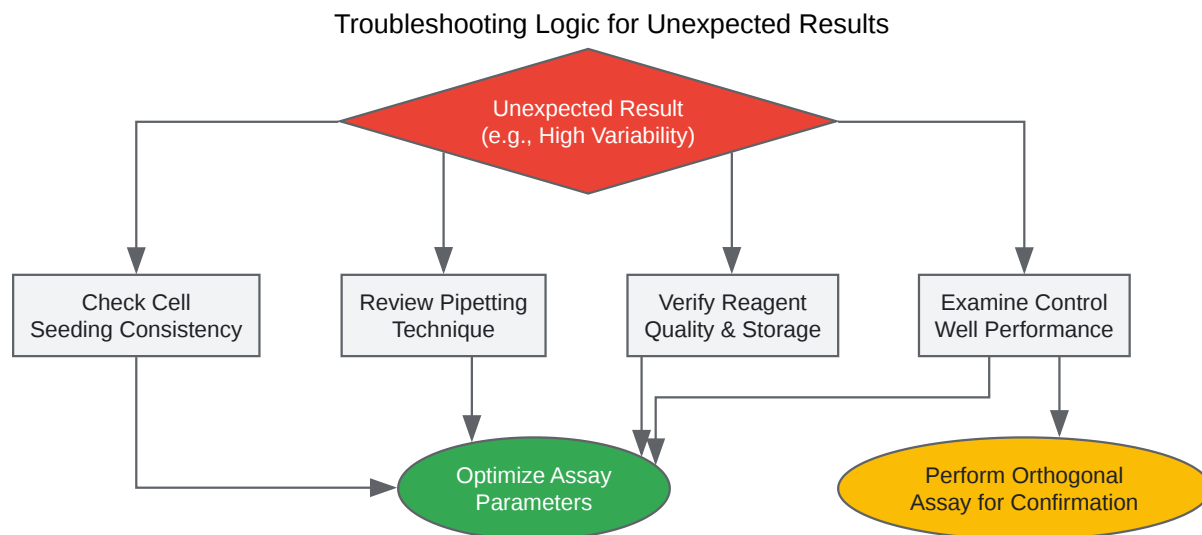 Troubleshooting Logic for Unexpected Results
Unexpected Result
(e.g., High Variability)
Check Cell
Seeding Consistency
Review Pipetting
Technique
Verify Reagent
Quality & Storage
Examine Control
Well Performance
Optimize Assay
Parameters
Perform Orthogonal
Assay for Confirmation